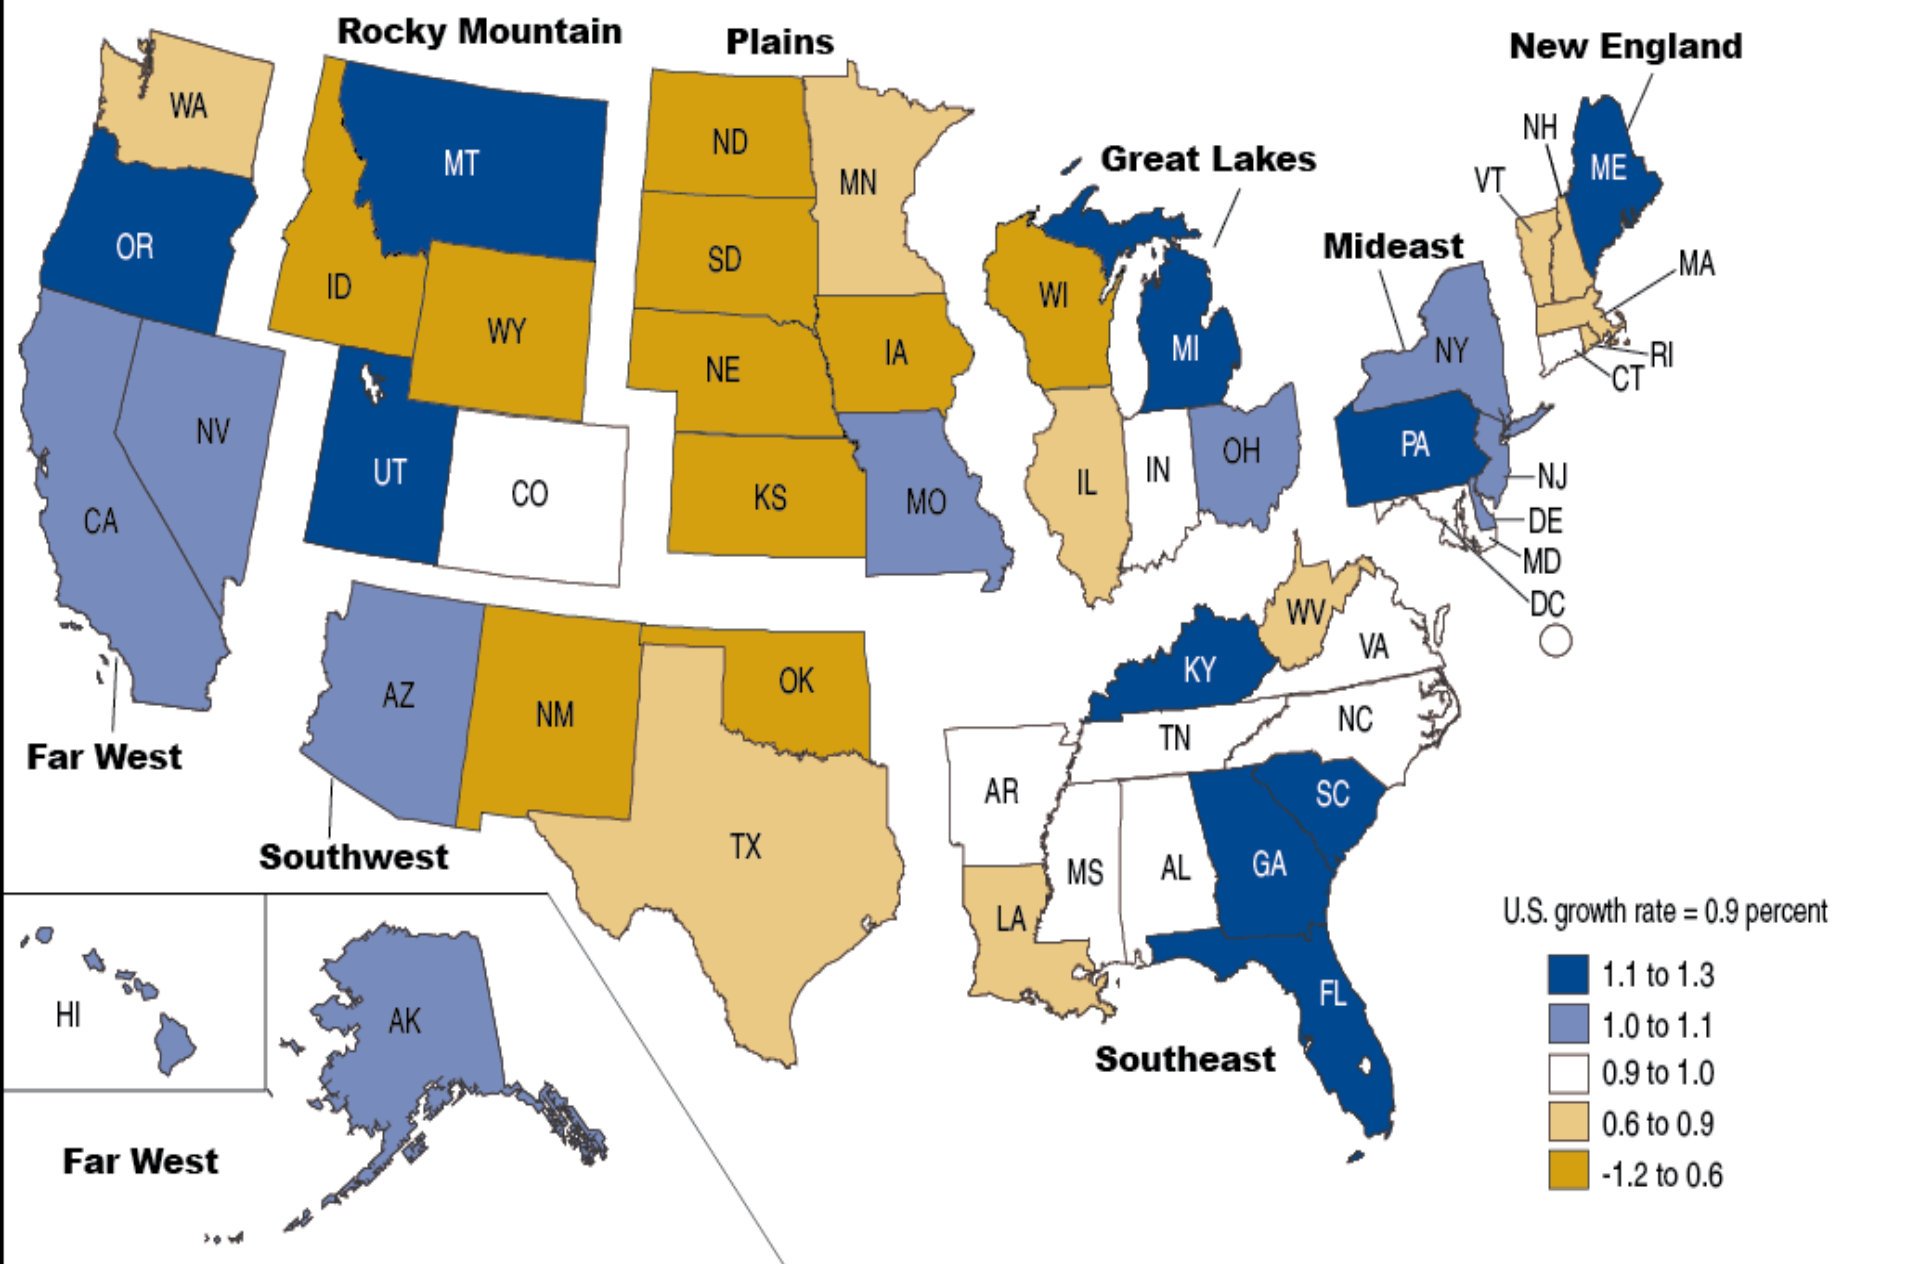 Rocky Mountain
Plains
New England
WA
MT
ND
MN
Great Lakes
NH
VT
ME
OR
ID
WY
SD
WI
Mideast
MA
NE
IA
MI
NY
RI
CT
NV
UT
CO
KS
MO
IL
IN
OH
PA
NJ
CA
DE
MD
DC
AZ
NM
OK
KY
WV
VA
TN
NC
Far West
Southwest
TX
AR
MS
AL
GA
SC
LA
FL
HI
AK
Southeast
Far West
U.S. growth rate = 0.9 percent
1.1 to 1.3
1.0 to 1.1
0.9 to 1.0
0.6 to 0.9
-1.2 to 0.6